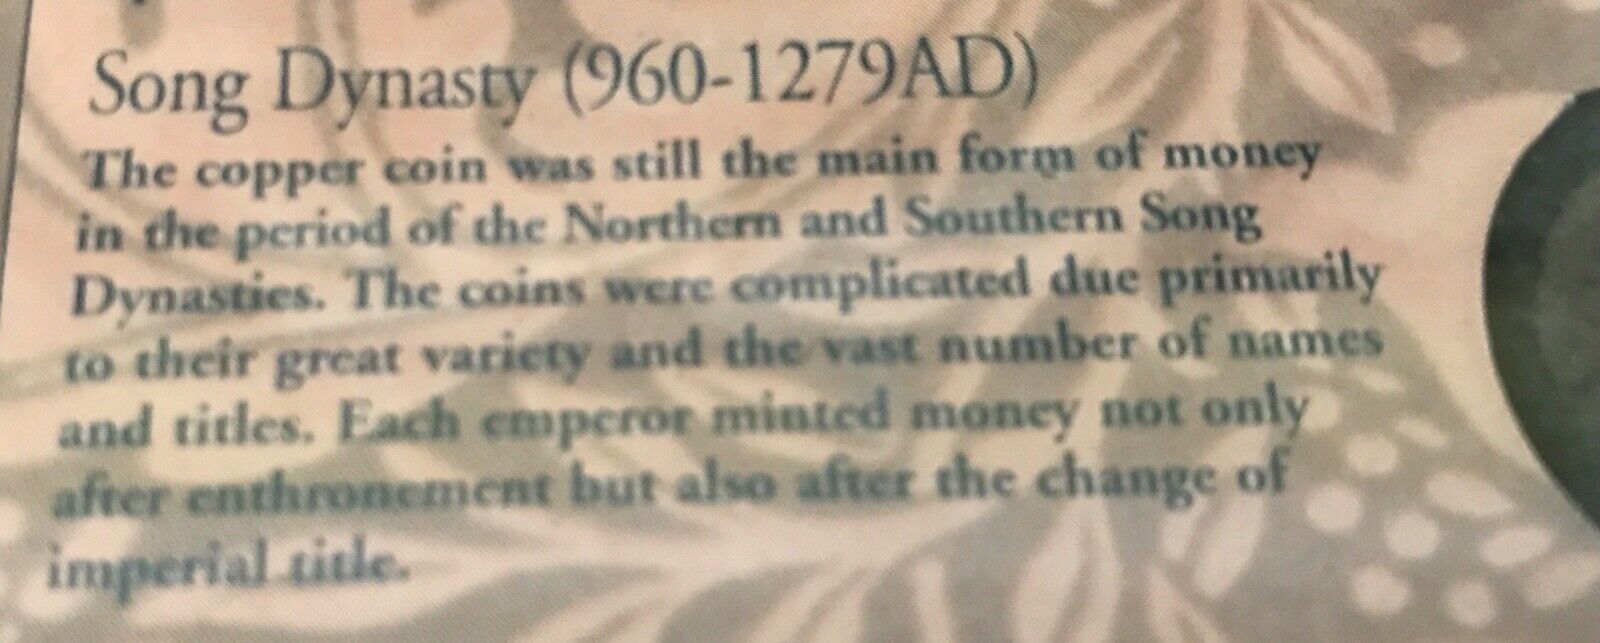 Song Dynasty (960-1279AD)
The copper coin was still the main form of money
in the period of the Northern and Southern Song
Dynasties. The coins were complicated due primarily
to their great variety and the vast number of names
and titles. Each emperor minted money not only
after enthronement but also after the change of
imperial title.